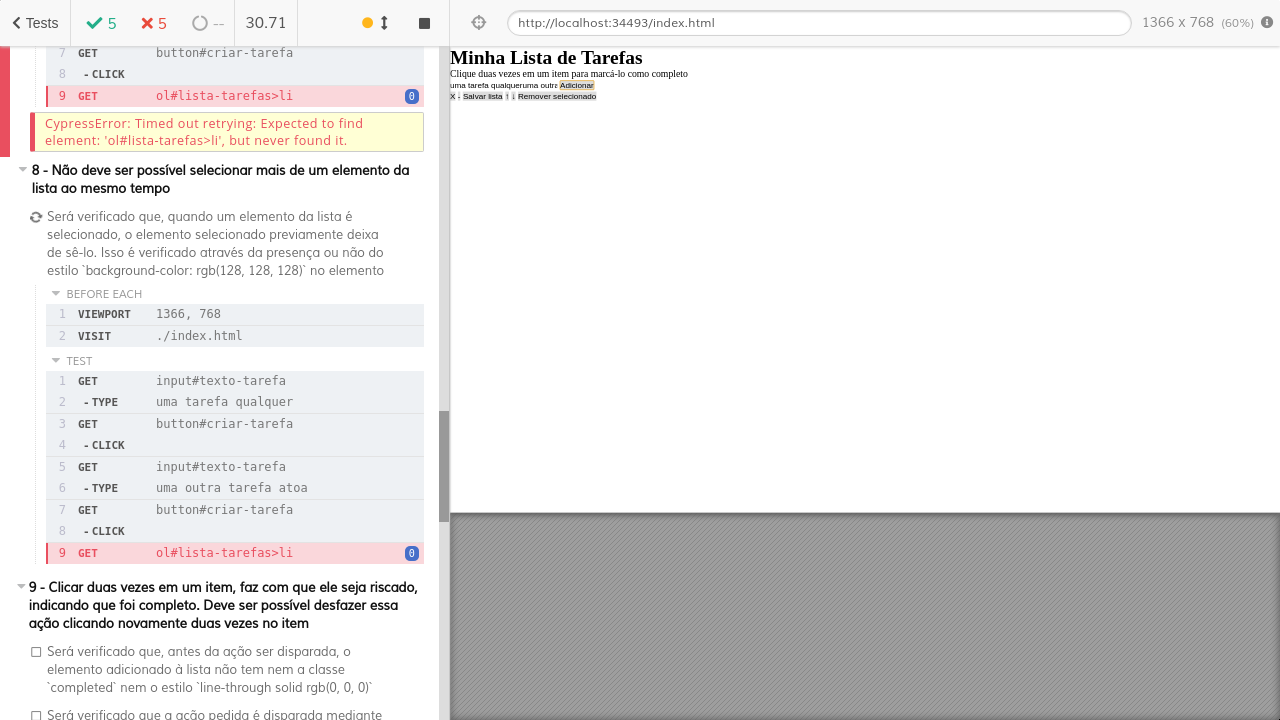 Tests
5
5
--
30.71
http://localhost:34493/index.html
1366 x 768 (60%)
7 GET button#criar-tarefa
8 - CLICK
9 GET ol#lista-tarefas>li 0
CypressError: Timed out retrying: Expected to find
element: 'ol#lista-tarefas>li', but never found it.
8 - Não deve ser possível selecionar mais de um elemento da
lista ao mesmo tempo
Será verificado que, quando um elemento da lista é
selecionado, o elemento selecionado previamente deixa
de sê-lo. Isso é verificado através da presença ou não do
estilo `background-color: rgb(128, 128, 128)` no elemento
BEFORE EACH
1 VIEWPORT 1366, 768
2 VISIT ./index.html
TEST
1 GET input#texto-tarefa
2 - TYPE uma tarefa qualquer
3 GET button#criar-tarefa
4 - CLICK
5 GET input#texto-tarefa
6 - TYPE uma outra tarefa atoa
7 GET button#criar-tarefa
8 - CLICK
9 GET ol#lista-tarefas>li 0
9 - Clicar duas vezes em um item, faz com que ele seja riscado,
indicando que foi completo. Deve ser possível desfazer essa
ação clicando novamente duas vezes no item
Será verificado que, antes da ação ser disparada, o
elemento adicionado à lista não tem nem a classe
`completed` nem o estilo `line-through solid rgb(0, 0, 0)`
Será verificado que a ação pedida é disparada mediante
Minha Lista de Tarefas
Clique duas vezes em um item para marcá-lo como completo
uma tarefa qualqueruma outra Adicionar
X - Salvar lista ↑ ↓ Remover selecionado